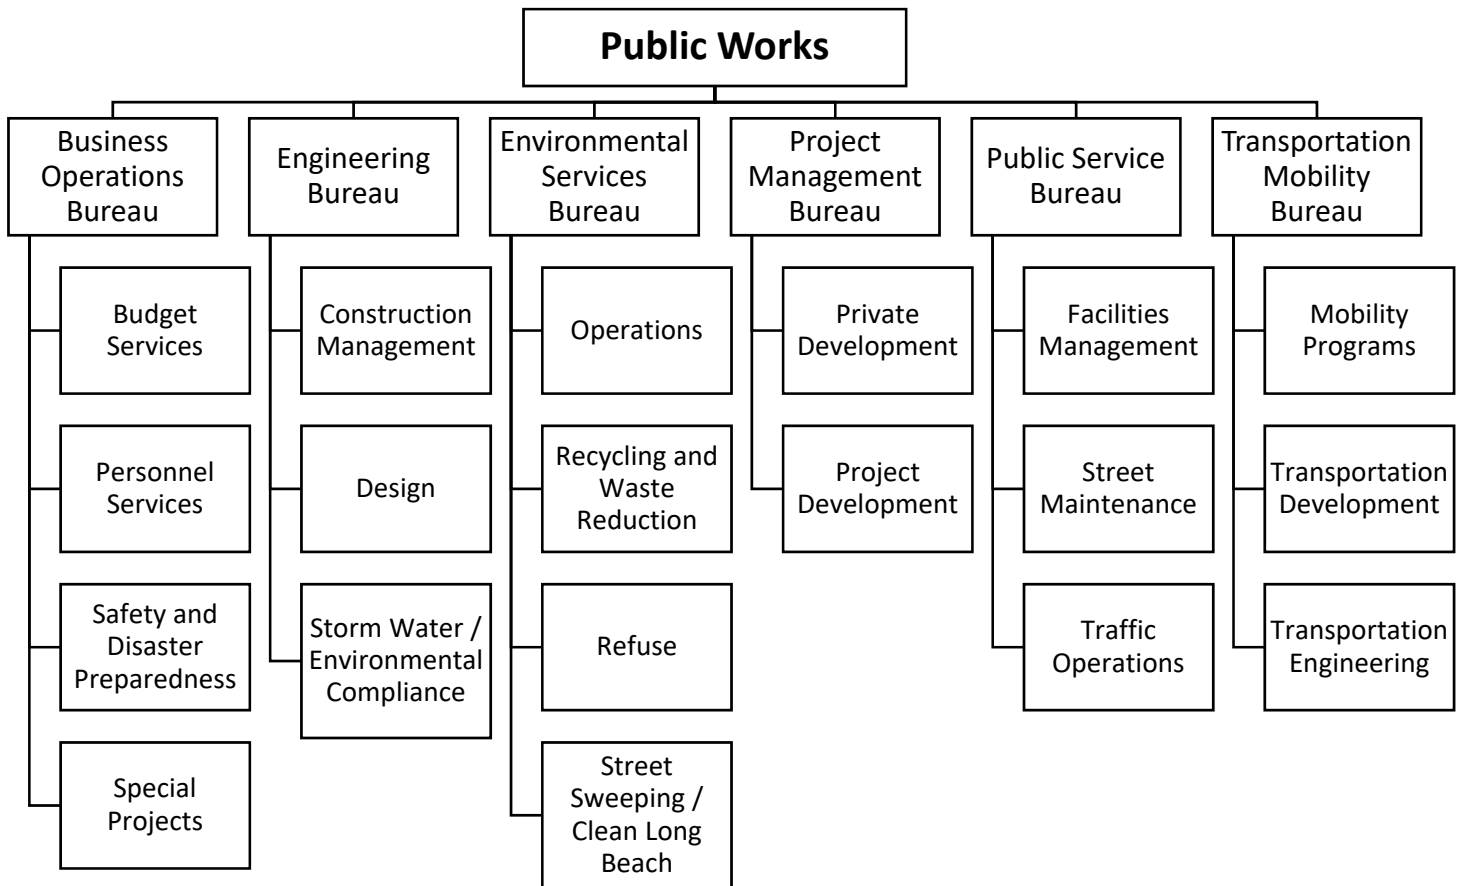 Public Works
Business
Operations
Bureau
Budget
Services
Personnel
Services
Safety and
Disaster
Preparedness
Special
Projects
Engineering
Bureau
Construction
Management
Design
Storm Water /
Environmental
Compliance
Environmental
Services
Bureau
Operations
Recycling and
Waste
Reduction
Refuse
Street
Sweeping /
Clean Long
Beach
Project
Management
Bureau
Private
Development
Project
Development
Public Service
Bureau
Facilities
Management
Street
Maintenance
Traffic
Operations
Transportation
Mobility
Bureau
Mobility
Programs
Transportation
Development
Transportation
Engineering